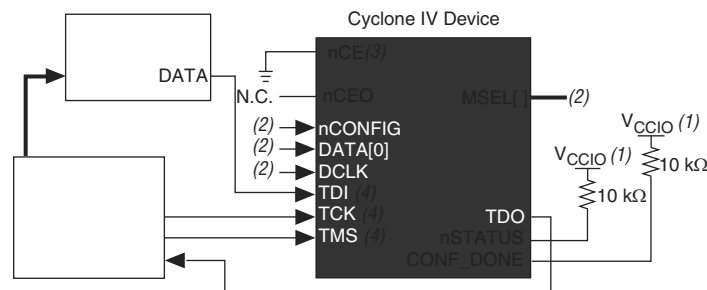 Cyclone IV Device
nCE(3)
DATA
N.C.
nCEO
MSEL[ ]
(2)
(2)
nCONFIG
(2)
DATA[0]
(2)
DCLK
TDI (4)
TCK (4)
TMS (4)
TDO
nSTATUS
CONF_DONE
VCCIO (1)
10 kΩ
VCCIO (1)
10 kΩ